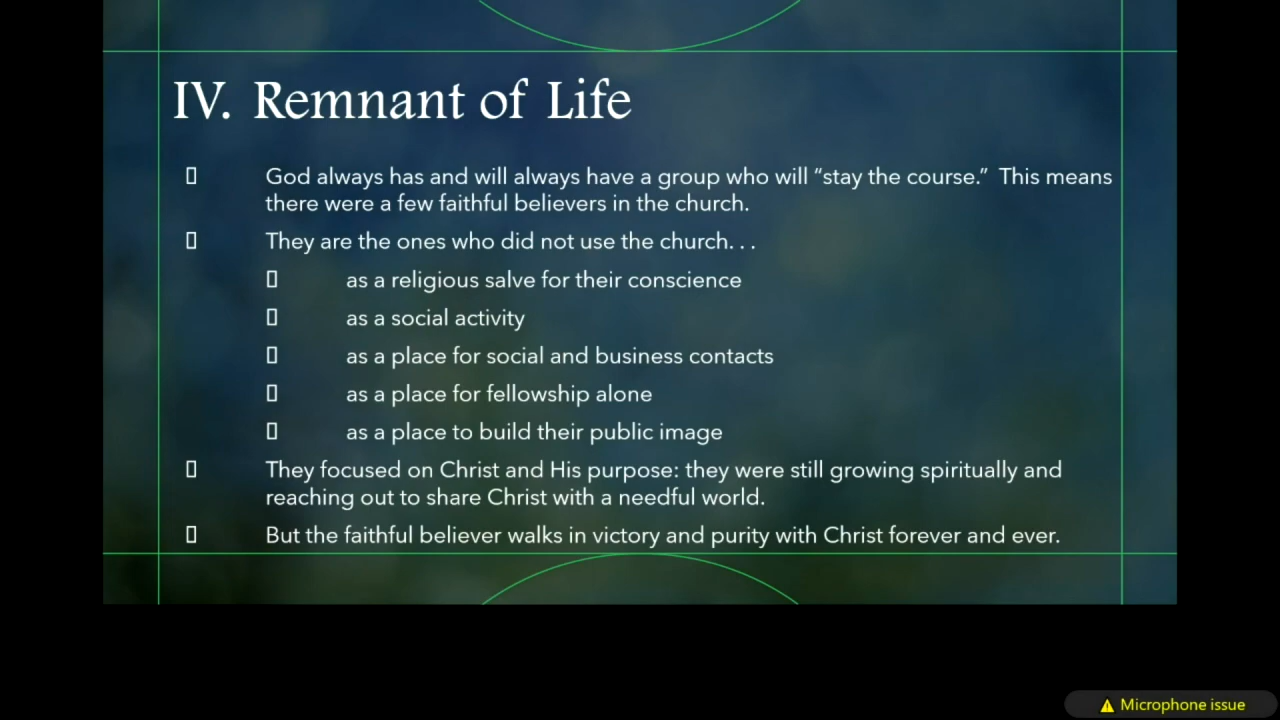 IV. Remnant of Life
God always has and will always have a group who will “stay the course.” This means
there were a few faithful believers in the church.
They are the ones who did not use the church. . .
as a religious salve for their conscience
as a social activity
as a place for social and business contacts
as a place for fellowship alone
as a place to build their public image
They focused on Christ and His purpose: they were still growing spiritually and
reaching out to share Christ with a needful world.
But the faithful believer walks in victory and purity with Christ forever and ever.
Microphone issue